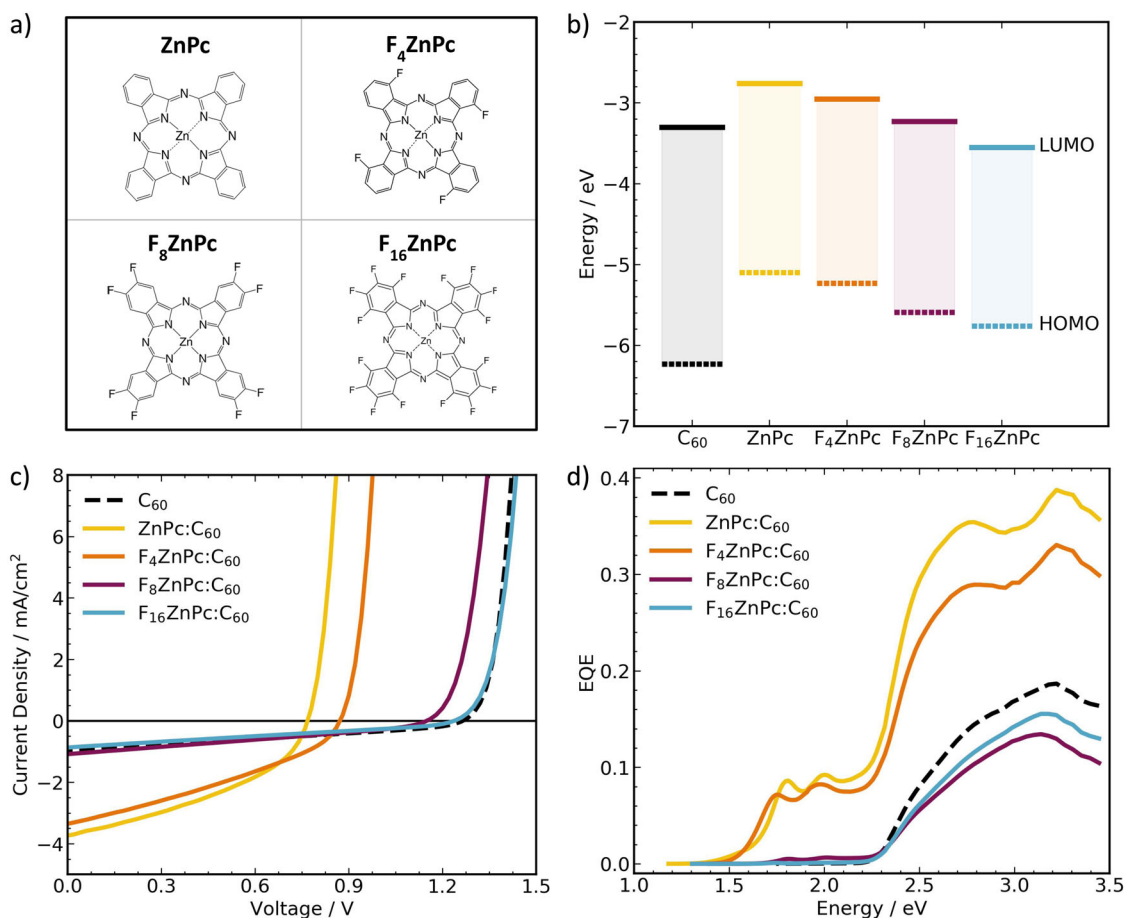 a)
ZnPc
F₄ZnPc
F₈ZnPc
F₁₆ZnPc
N
N
N
N
Zn
N
N
N
N
F
N
F
N
N
N
Zn
N
N
N
F
N
F
F
F
F
N
F
N
N
N
Zn
N
N
N
F
N
F
F
F
F
F
F
F
F
N
F
F
N
N
F
N
Zn
N
F
N
N
F
N
F
F
F
F
F
F
b)
Energy / eV
−2
−3
−4
−5
−6
−7
LUMO
HOMO
C₆₀
ZnPc
F₄ZnPc
F₈ZnPc
F₁₆ZnPc
c)
Current Density / mA/cm²
8
6
4
2
0
−2
−4
C₆₀
ZnPc:C₆₀
F₄ZnPc:C₆₀
F₈ZnPc:C₆₀
F₁₆ZnPc:C₆₀
0.0
0.3
0.6
0.9
1.2
1.5
Voltage / V
d)
EQE
0.4
0.3
0.2
0.1
0.0
C₆₀
ZnPc:C₆₀
F₄ZnPc:C₆₀
F₈ZnPc:C₆₀
F₁₆ZnPc:C₆₀
1.0
1.5
2.0
2.5
3.0
3.5
Energy / eV